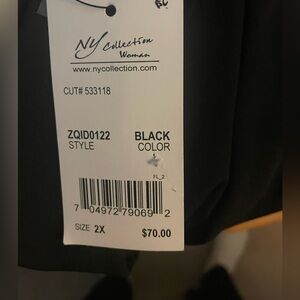 NY Collection
Woman
www.nycollection.com
CUT# 533118
ZQID0122 BLACK
STYLE COLOR
FL_2
7 04972 79069 2
SIZE 2X $70.00